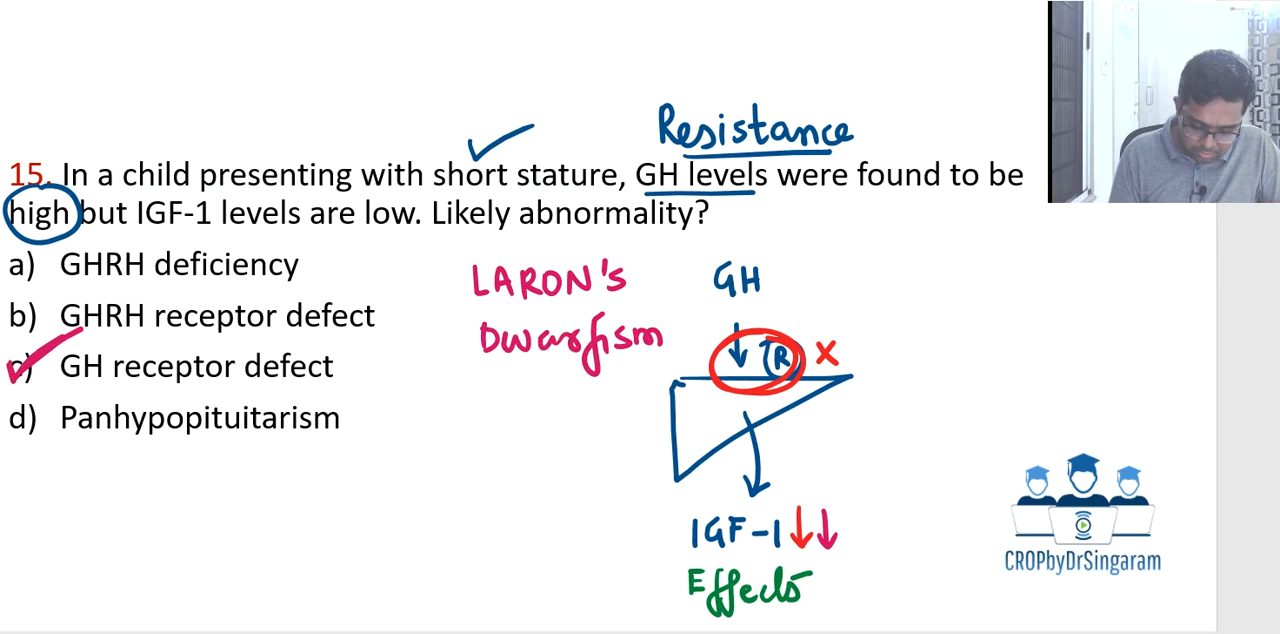 Resistance
15. In a child presenting with short stature, GH levels were found to be
high but IGF-1 levels are low. Likely abnormality?
a) GHRH deficiency
b) GHRH receptor defect
c) GH receptor defect
d) Panhypopituitarism
LARON'S
Dwarfism
GH
R X
IGF-1 ↓↓
Effects
CROPbyDrSingaram